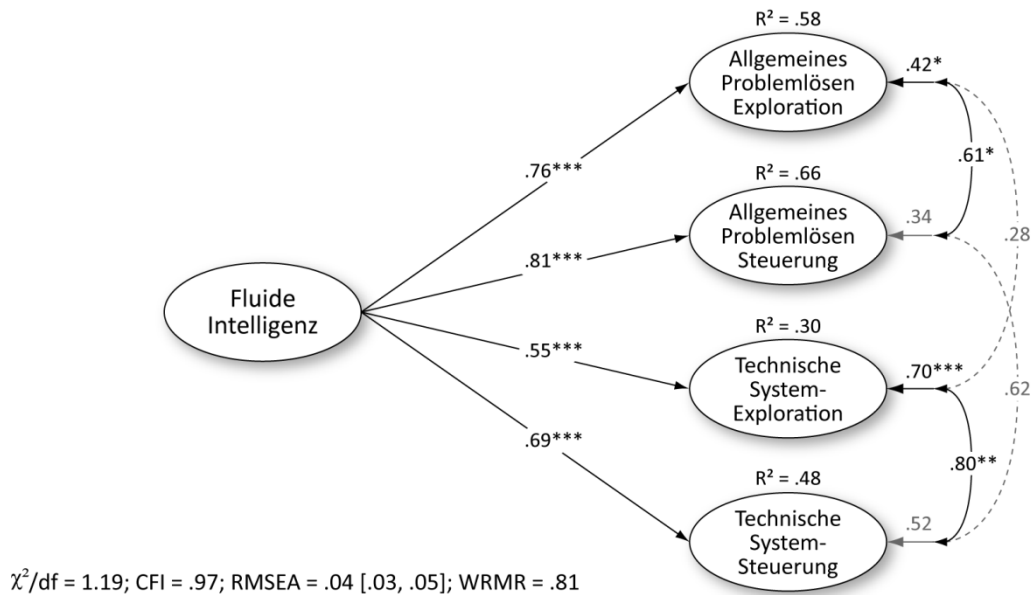 R² = .58
Allgemeines
Problemlösen
Exploration
.42*
.76***
.61*
R² = .66
Allgemeines
Problemlösen
Steuerung
.34
.28
.81***
Fluide
Intelligenz
R² = .30
.55***
Technische
System-
Exploration
.70***
.62
.69***
.80**
R² = .48
Technische
System-
Steuerung
.52
χ²/df = 1.19; CFI = .97; RMSEA = .04 [.03, .05]; WRMR = .81